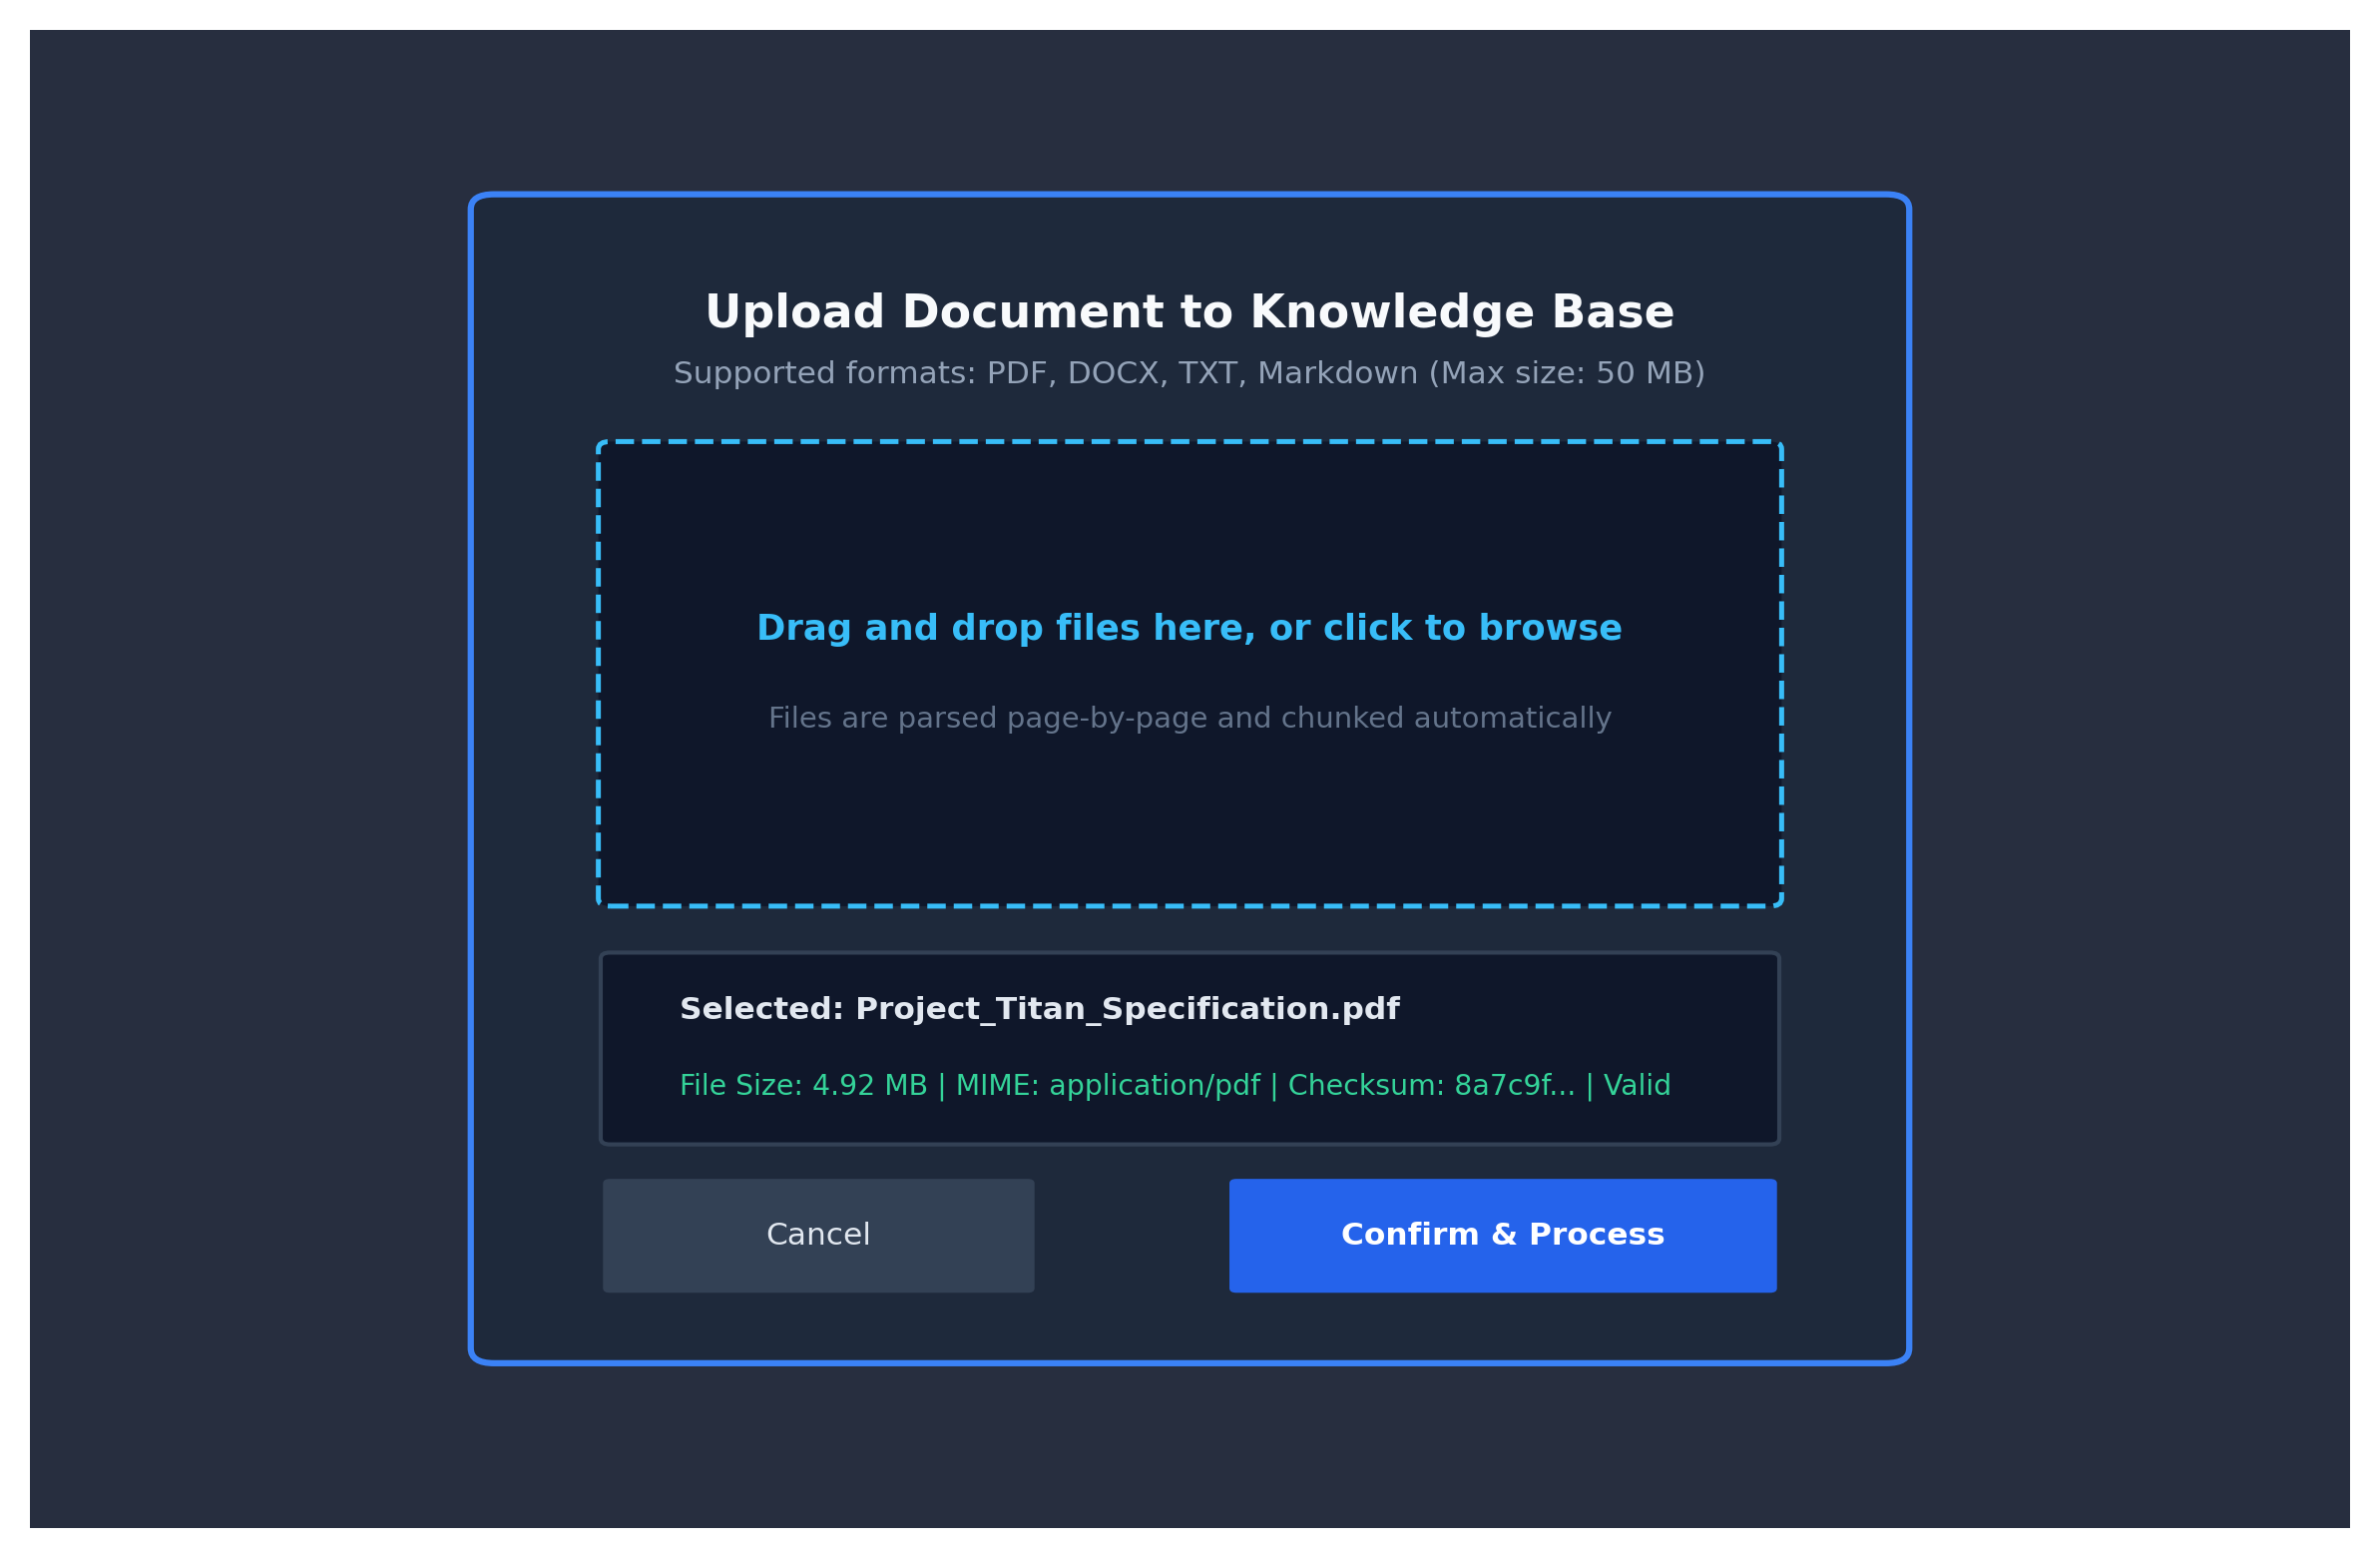 Upload Document to Knowledge Base
Supported formats: PDF, DOCX, TXT, Markdown (Max size: 50 MB)
Drag and drop files here, or click to browse
Files are parsed page-by-page and chunked automatically
Selected: Project_Titan_Specification.pdf
File Size: 4.92 MB | MIME: application/pdf | Checksum: 8a7c9f... | Valid
Cancel
Confirm & Process